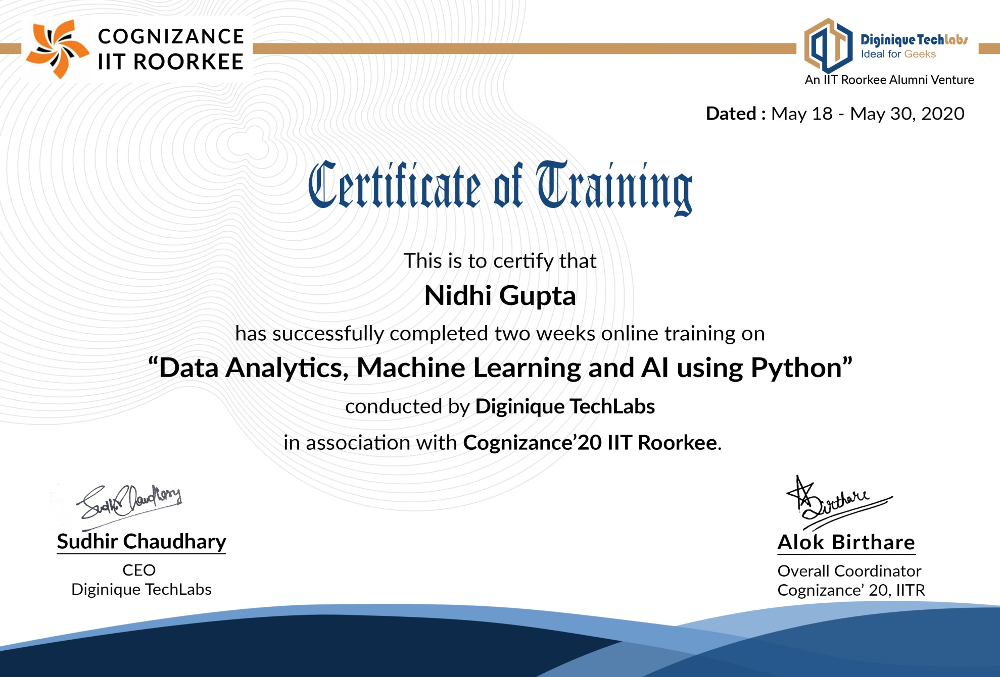 COGNIZANCE
IIT ROORKEE
Diginique TechLabs
Ideal for Geeks
An IIT Roorkee Alumni Venture
Dated : May 18 - May 30, 2020
Certificate of Training
This is to certify that
Nidhi Gupta
has successfully completed two weeks online training on
“Data Analytics, Machine Learning and AI using Python”
conducted by Diginique TechLabs
in association with Cognizance’20 IIT Roorkee.
Sudhir Chaudhary
Birthare
Sudhir Chaudhary
CEO
Diginique TechLabs
Alok Birthare
Overall Coordinator
Cognizance’ 20, IITR